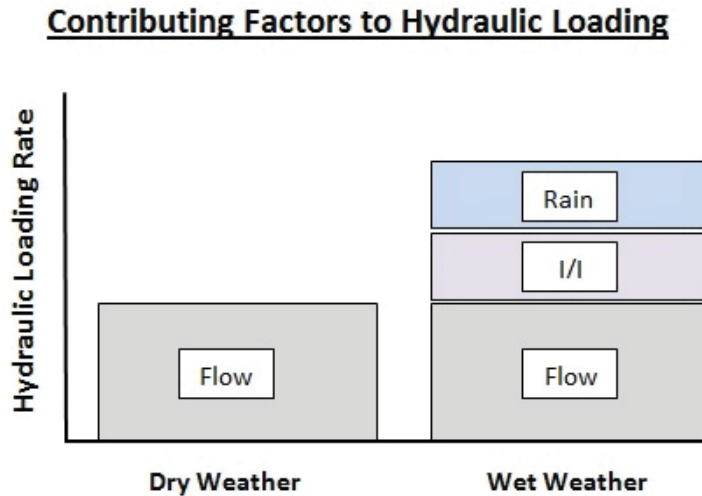 Contributing Factors to Hydraulic Loading
Hydraulic Loading Rate
Rain
I/I
Flow
Flow
Dry Weather
Wet Weather